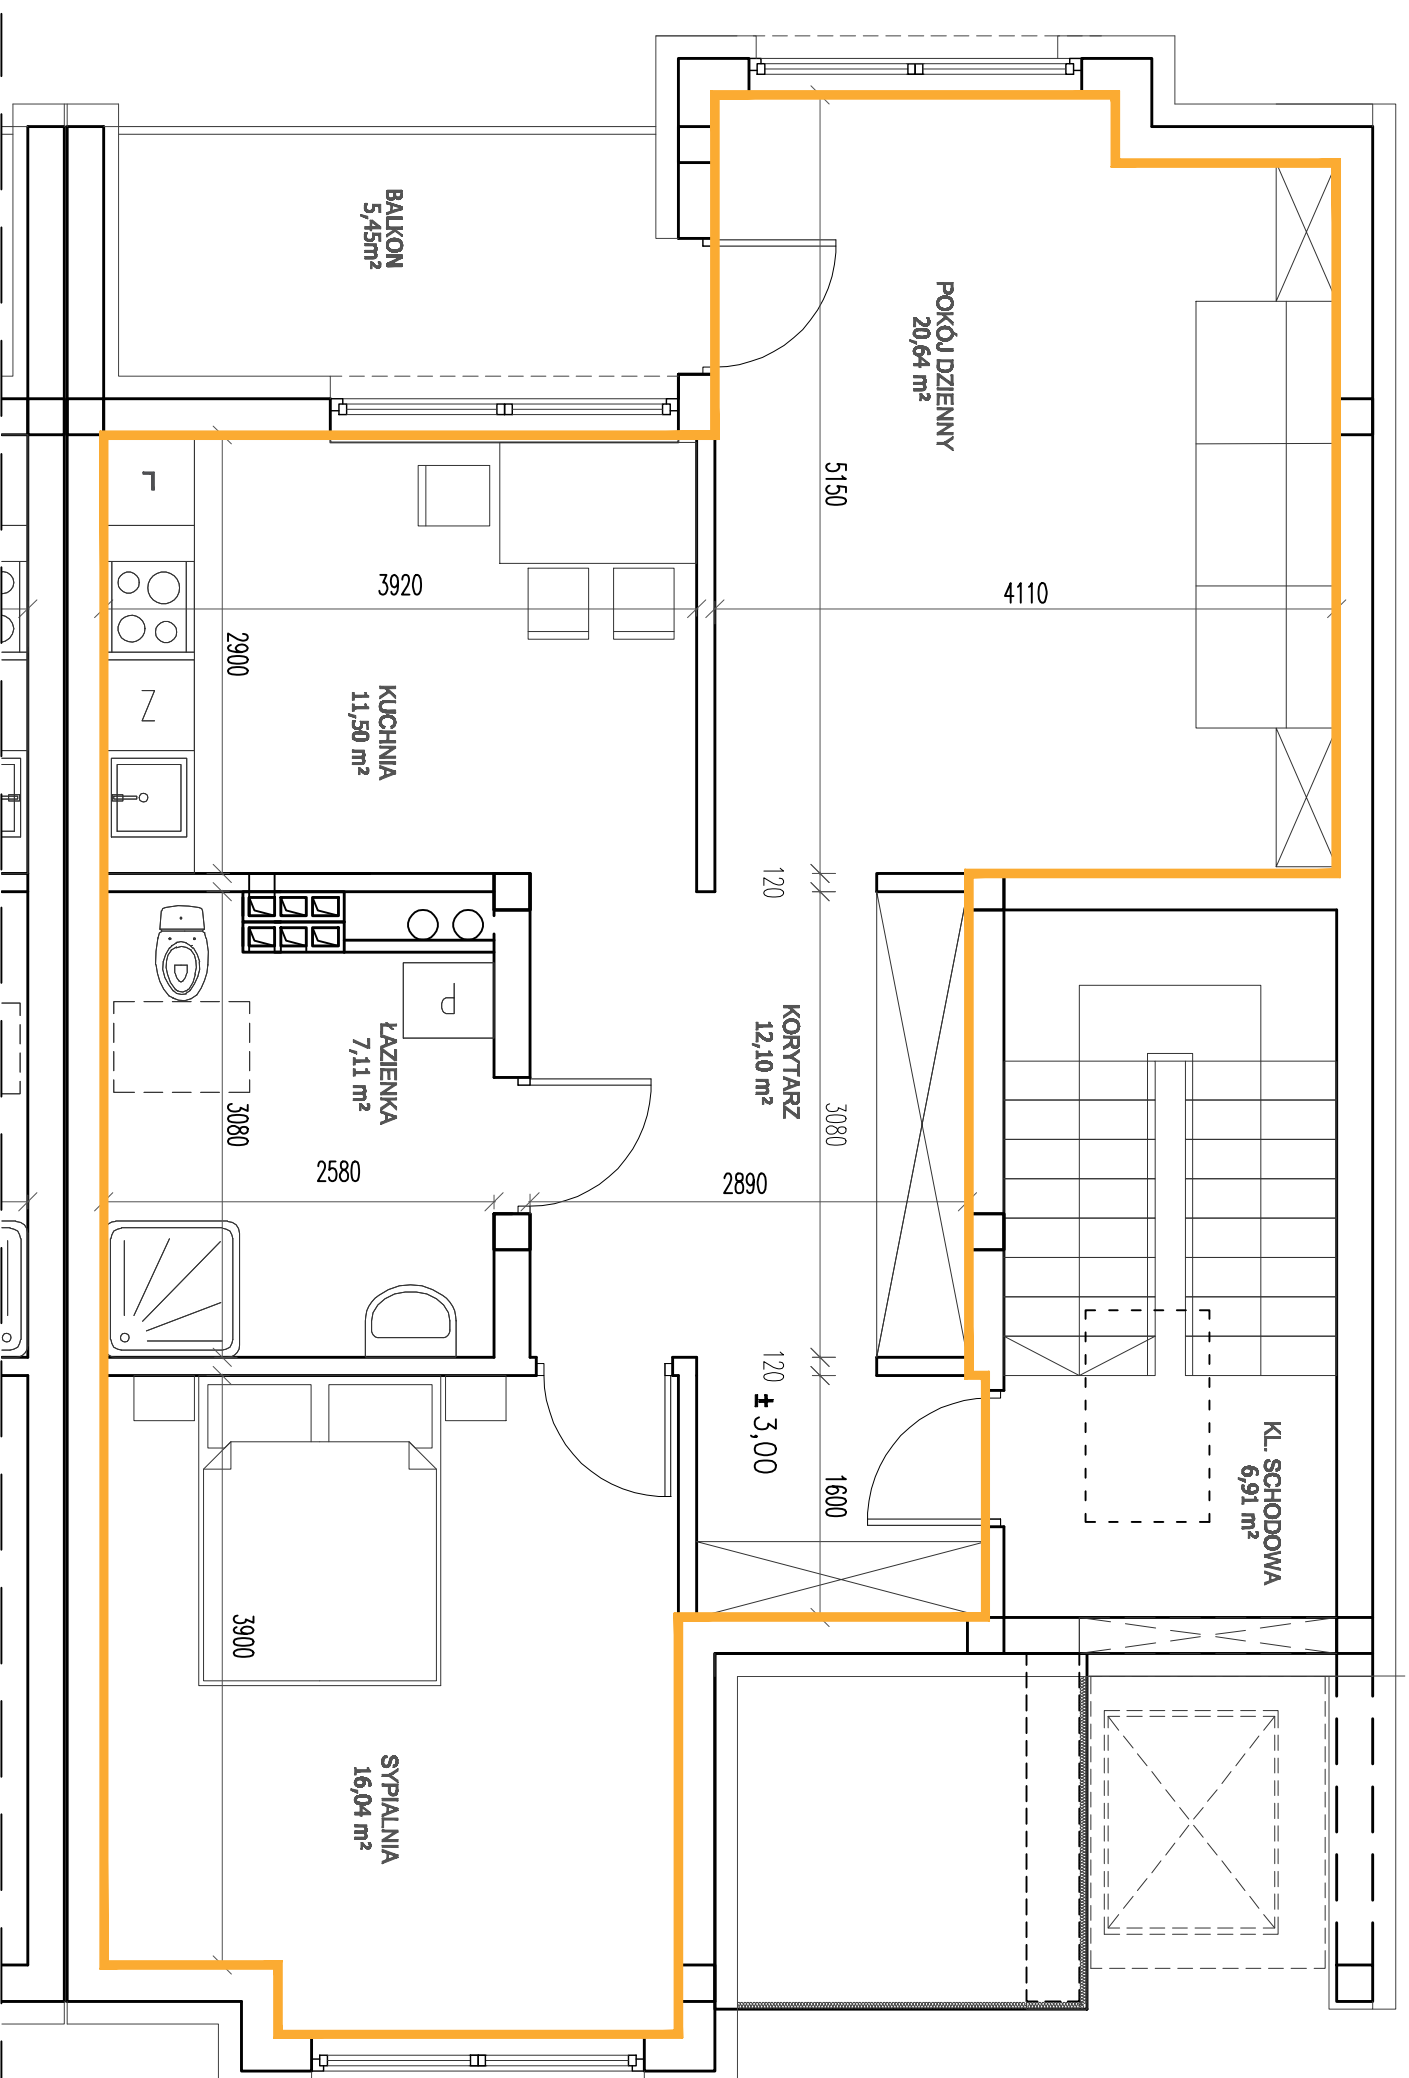 BALKON
5,45m²
POKÓJ DZIENNY
20,64 m²
5150
L
3920
4110
2900
Z
KUCHNIA
11,50 m²
120
P
ŁAZIENKA
7,11 m²
KORYTARZ
12,10 m²
3080
3080
2580
2890
120
± 3,00
1600
KL. SCHODOWA
6,91 m²
3900
SYPIALNIA
16,04 m²